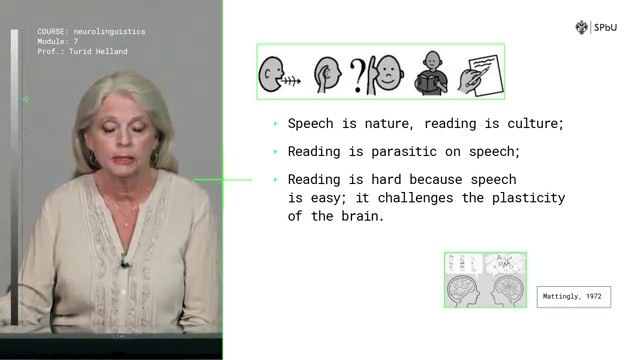 COURSE: neurolinguistics
Module: 7
Prof.: Turid Helland
SPbU
?
• Speech is nature, reading is culture;
• Reading is parasitic on speech;
• Reading is hard because speech
is easy; it challenges the plasticity
of the brain.
Mattingly, 1972